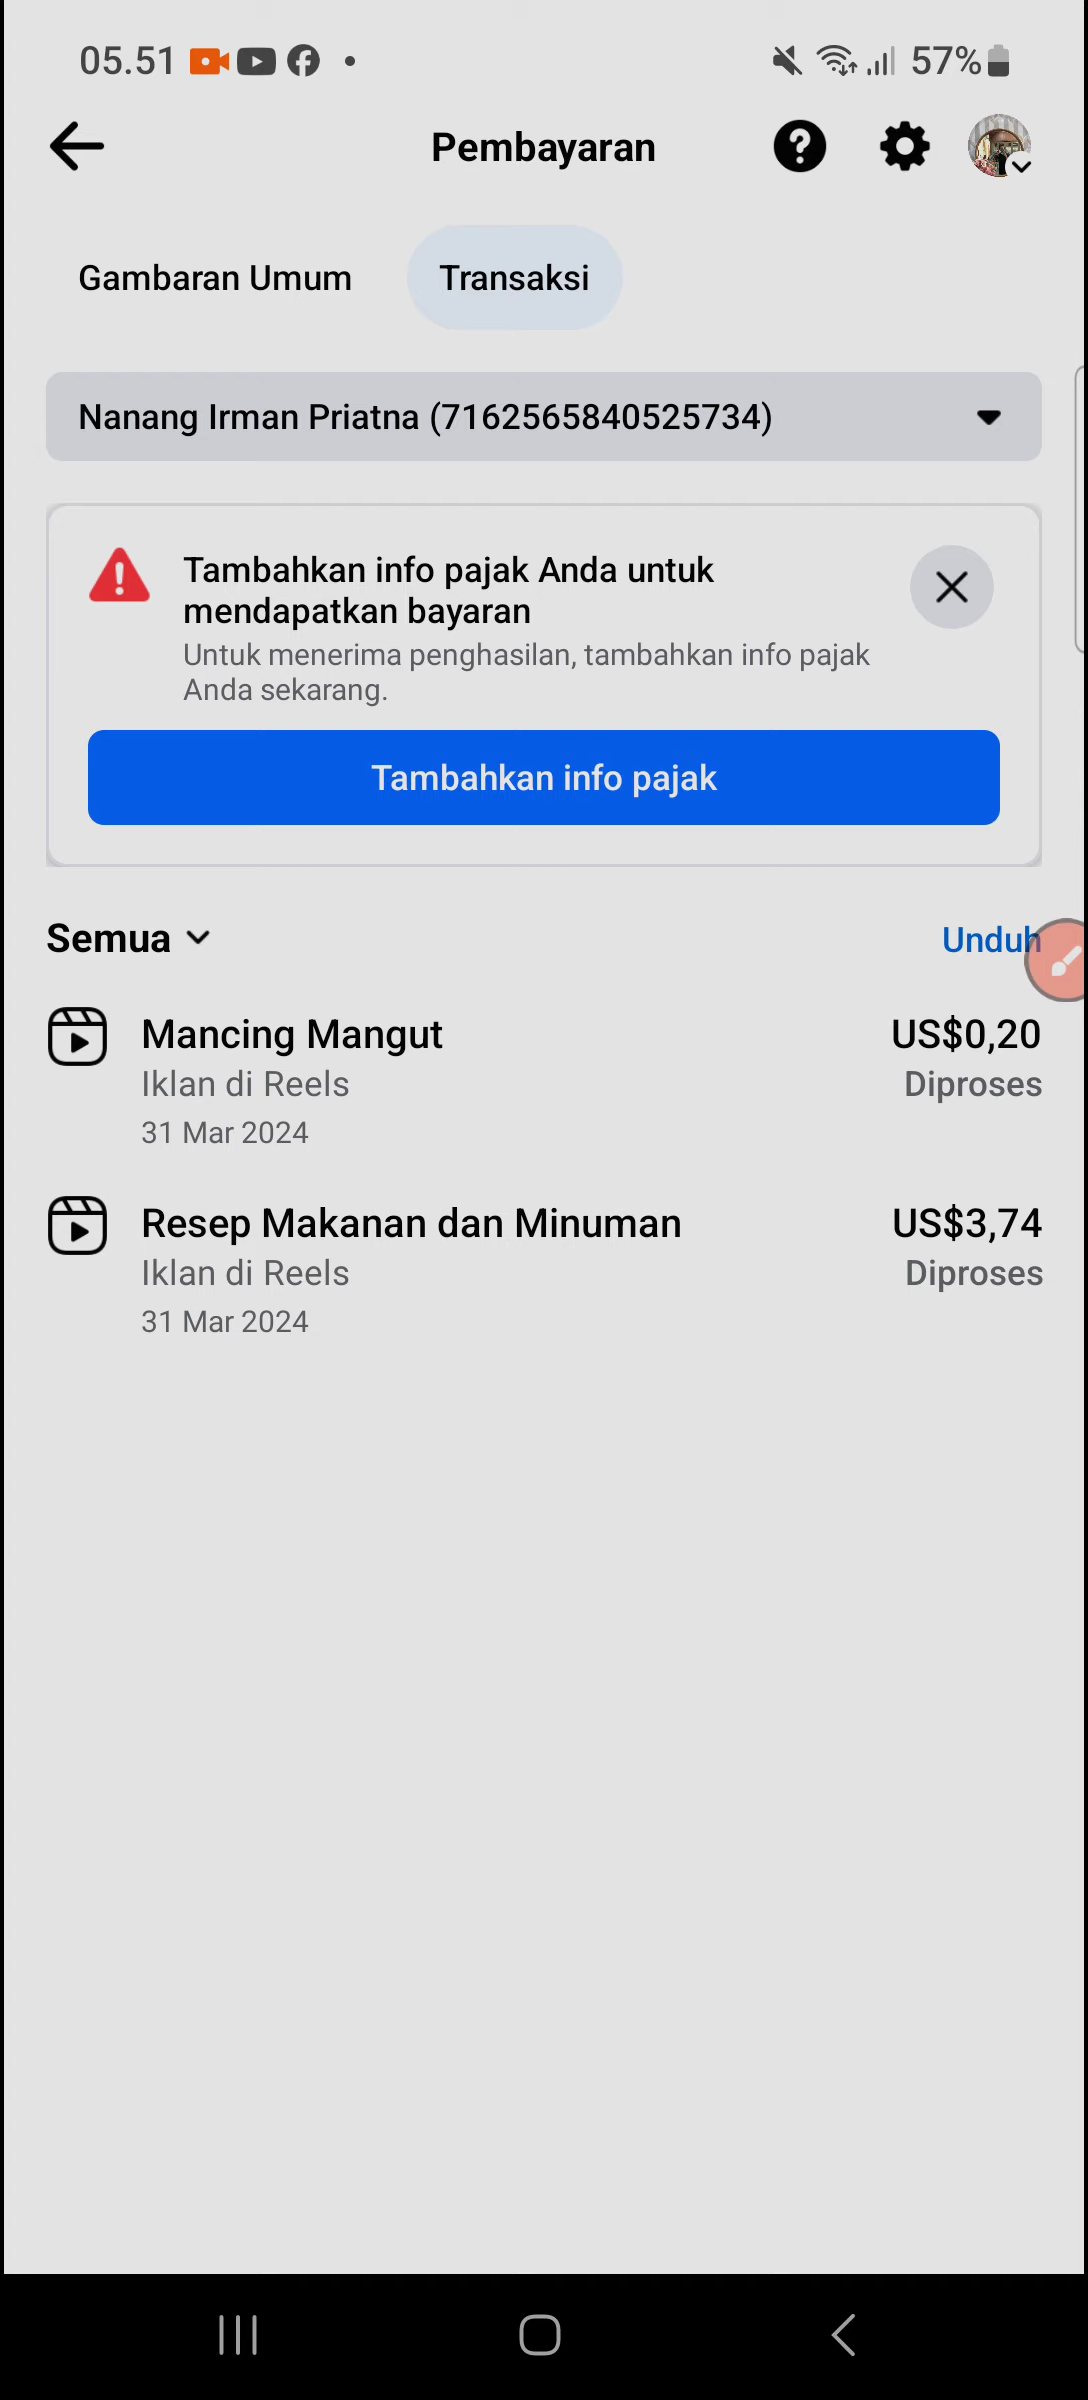 05.51
57%
Pembayaran
Gambaran Umum
Transaksi
Nanang Irman Priatna (7162565840525734)
Tambahkan info pajak Anda untuk
mendapatkan bayaran
Untuk menerima penghasilan, tambahkan info pajak
Anda sekarang.
Tambahkan info pajak
Semua
Unduh
Mancing Mangut
US$0,20
Iklan di Reels
Diproses
31 Mar 2024
Resep Makanan dan Minuman
US$3,74
Iklan di Reels
Diproses
31 Mar 2024